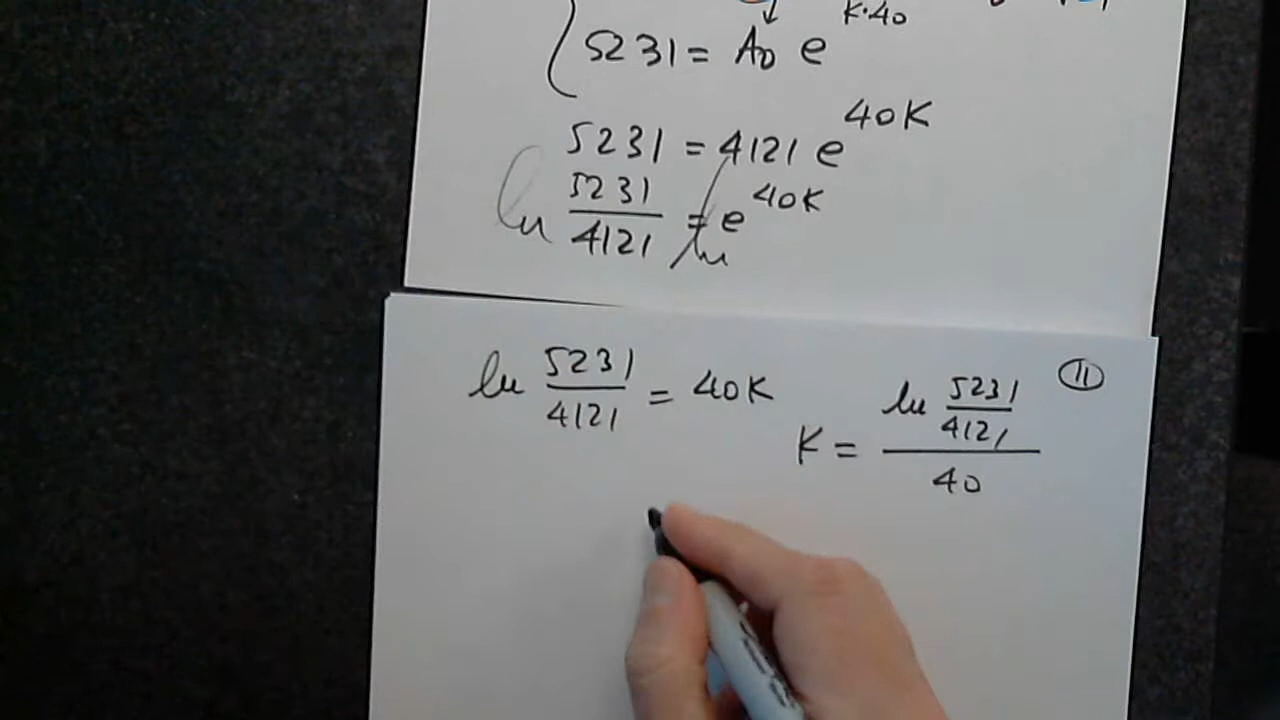 5231 = A₀ e^{K·40}
5231 = 4121 e^{40K}
ln 5231/4121 = ln e^{40K}
ln 5231/4121 = 40K
K = (ln 5231/4121)/40
11